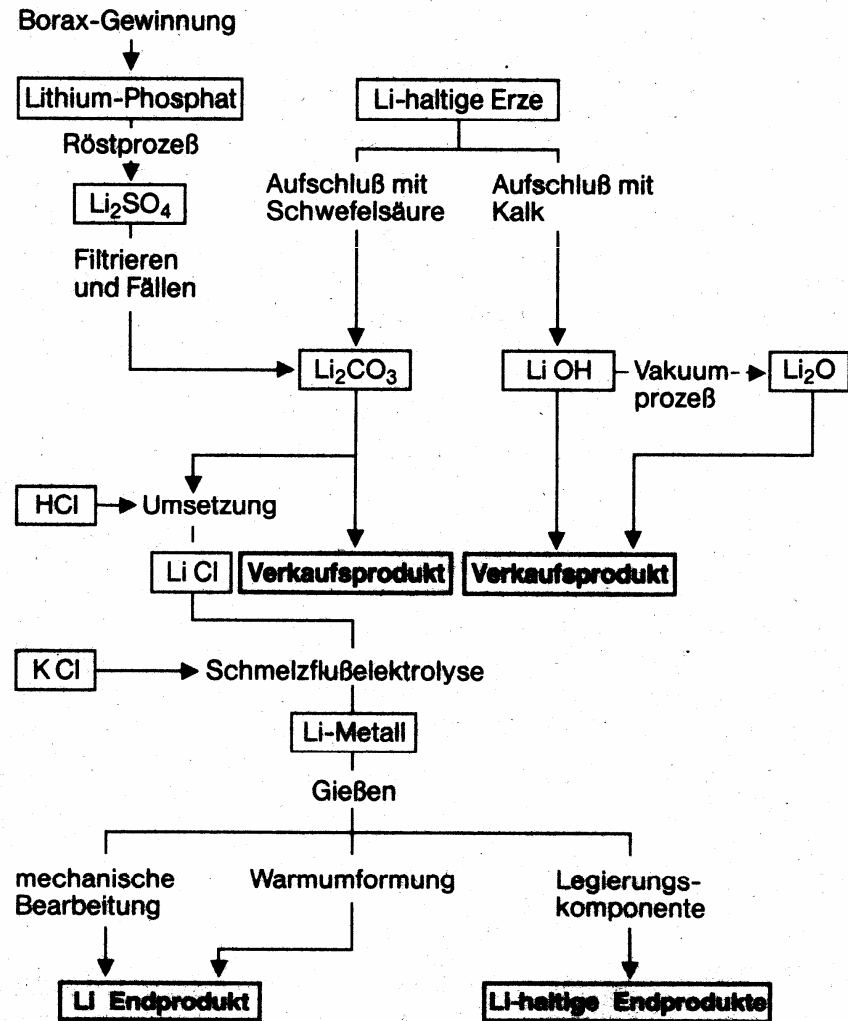 Borax-Gewinnung
Lithium-Phosphat
Li-haltige Erze
Röstprozeß
Li₂SO₄
Aufschluß mit
Schwefelsäure
Aufschluß mit
Kalk
Filtrieren
und Fällen
Li₂CO₃
Li OH
Vakuum-
prozeß
Li₂O
HCl
Umsetzung
Li Cl
Verkaufsprodukt
Verkaufsprodukt
K Cl
Schmelzflußelektrolyse
Li-Metall
Gießen
mechanische
Bearbeitung
Warmumformung
Legierungs-
komponente
Li Endprodukt
Li-haltige Endprodukte